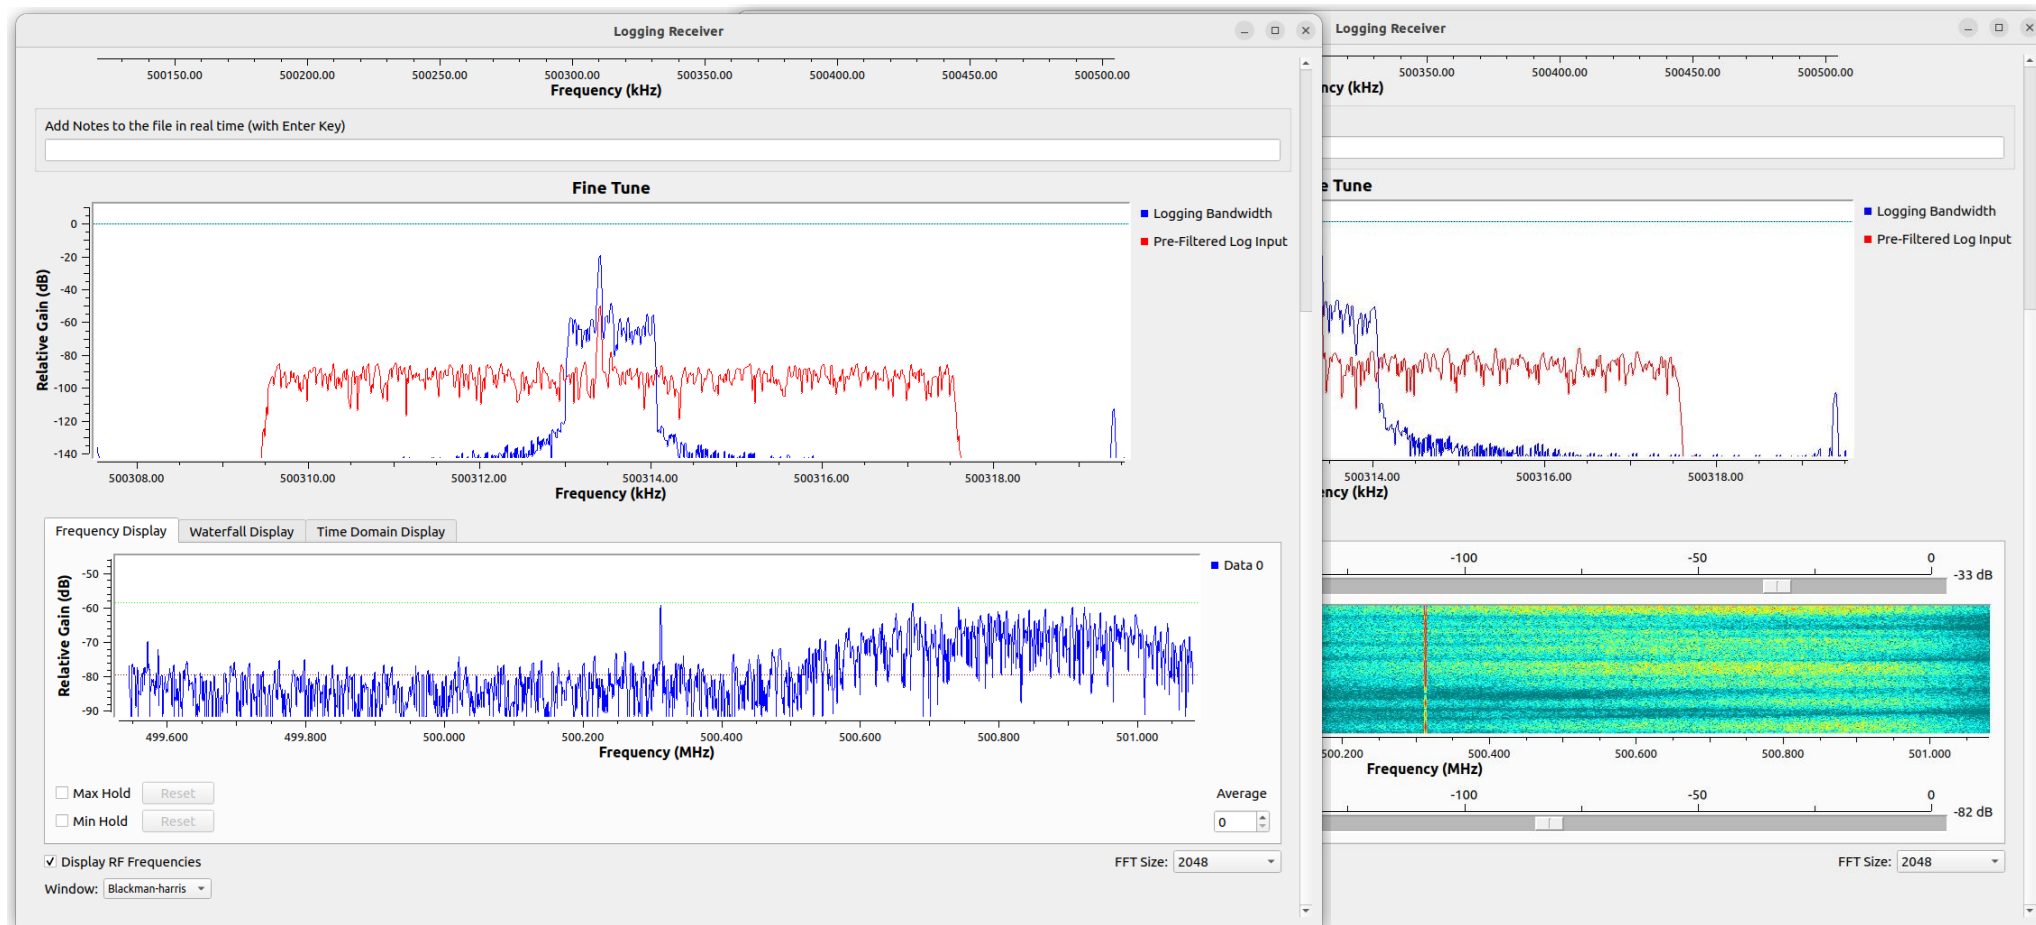 Logging Receiver
500150.00 500200.00 500250.00 500300.00 500350.00 500400.00 500450.00 500500.00
Frequency (kHz)
Add Notes to the file in real time (with Enter Key)
Fine Tune
Logging Bandwidth
Pre-Filtered Log Input
Relative Gain (dB)
0
-20
-40
-60
-80
-100
-120
-140
500308.00 500310.00 500312.00 500314.00 500316.00 500318.00
Frequency (kHz)
Frequency Display Waterfall Display Time Domain Display
Data 0
Relative Gain (dB)
-50
-60
-70
-80
-90
499.600 499.800 500.000 500.200 500.400 500.600 500.800 501.000
Frequency (MHz)
Max Hold Reset
Min Hold Reset
Average
0
Display RF Frequencies
FFT Size: 2048
Window: Blackman-harris
Logging Receiver
500350.00 500400.00 500450.00 500500.00
ncy (kHz)
e Tune
Logging Bandwidth
Pre-Filtered Log Input
500314.00 500316.00 500318.00
ncy (kHz)
-100 -50 0
-33 dB
500.200 500.400 500.600 500.800 501.000
Frequency (MHz)
-100 -50 0
-82 dB
FFT Size: 2048